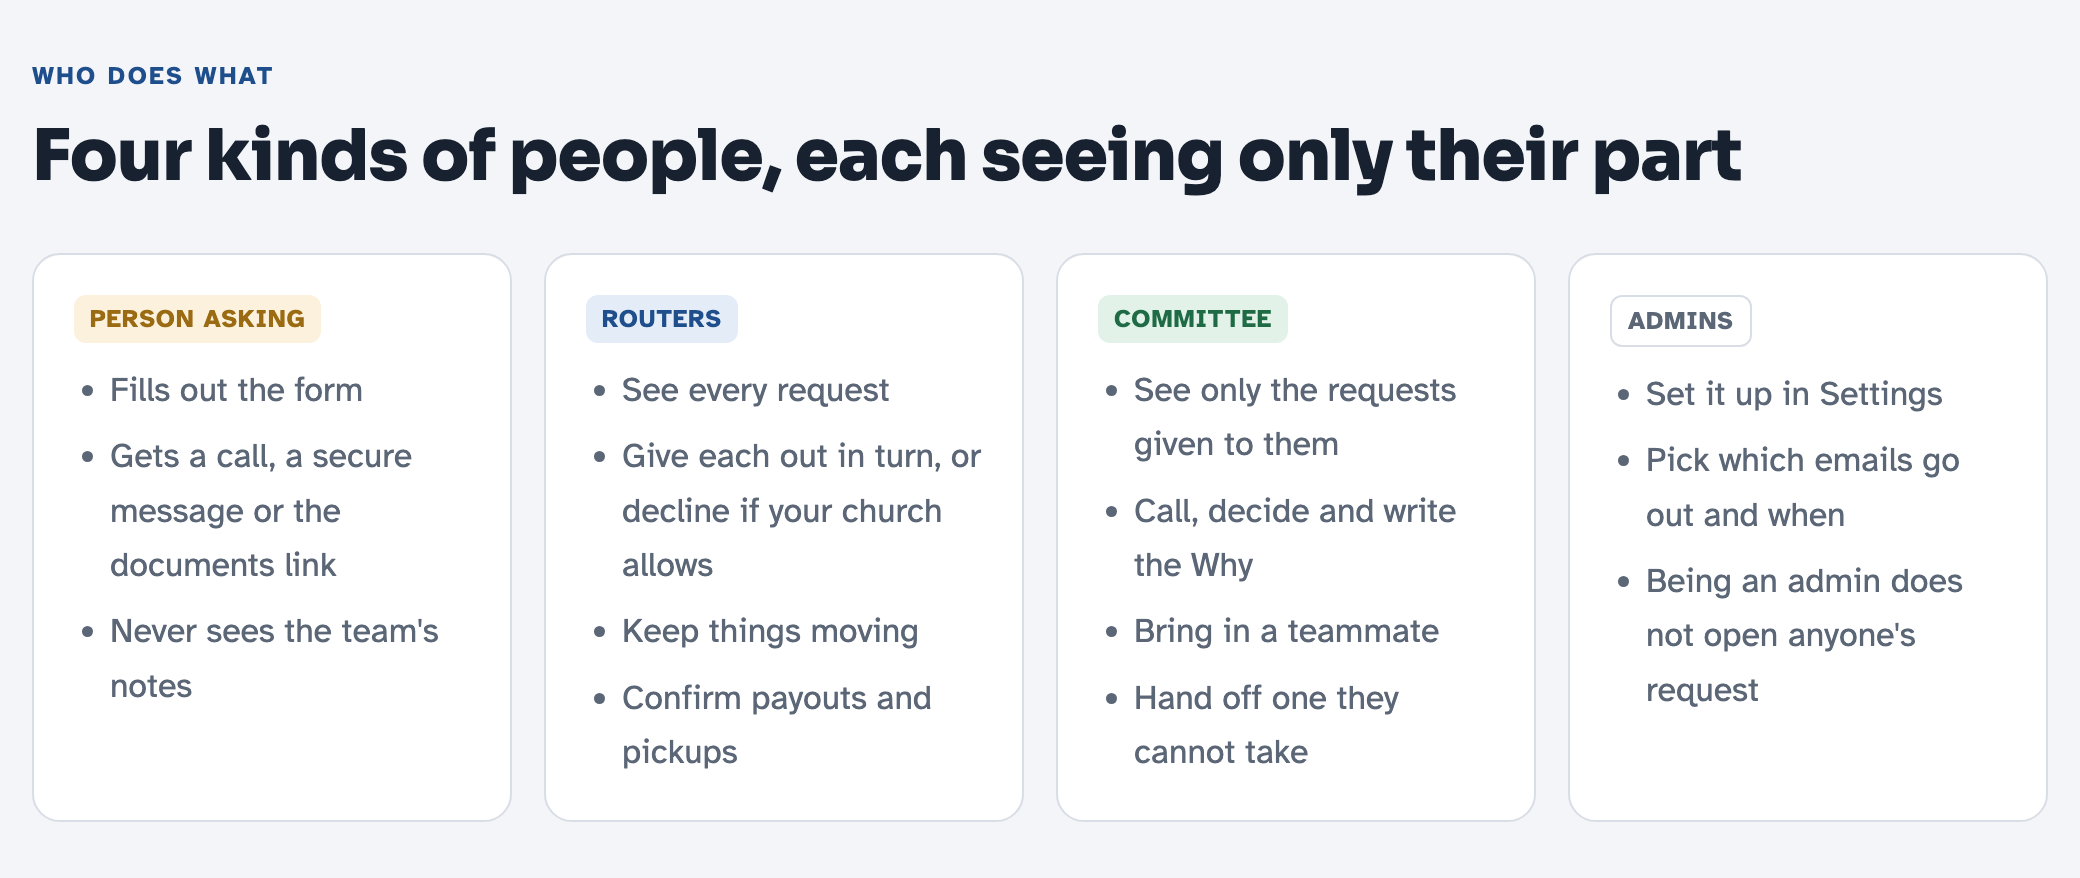 WHO DOES WHAT
Four kinds of people, each seeing only their part
PERSON ASKING
Fills out the form
Gets a call, a secure
message or the
documents link
Never sees the team's
notes
ROUTERS
See every request
Give each out in turn, or
decline if your church
allows
Keep things moving
Confirm payouts and
pickups
COMMITTEE
See only the requests
given to them
Call, decide and write
the Why
Bring in a teammate
Hand off one they
cannot take
ADMINS
Set it up in Settings
Pick which emails go
out and when
Being an admin does
not open anyone's
request